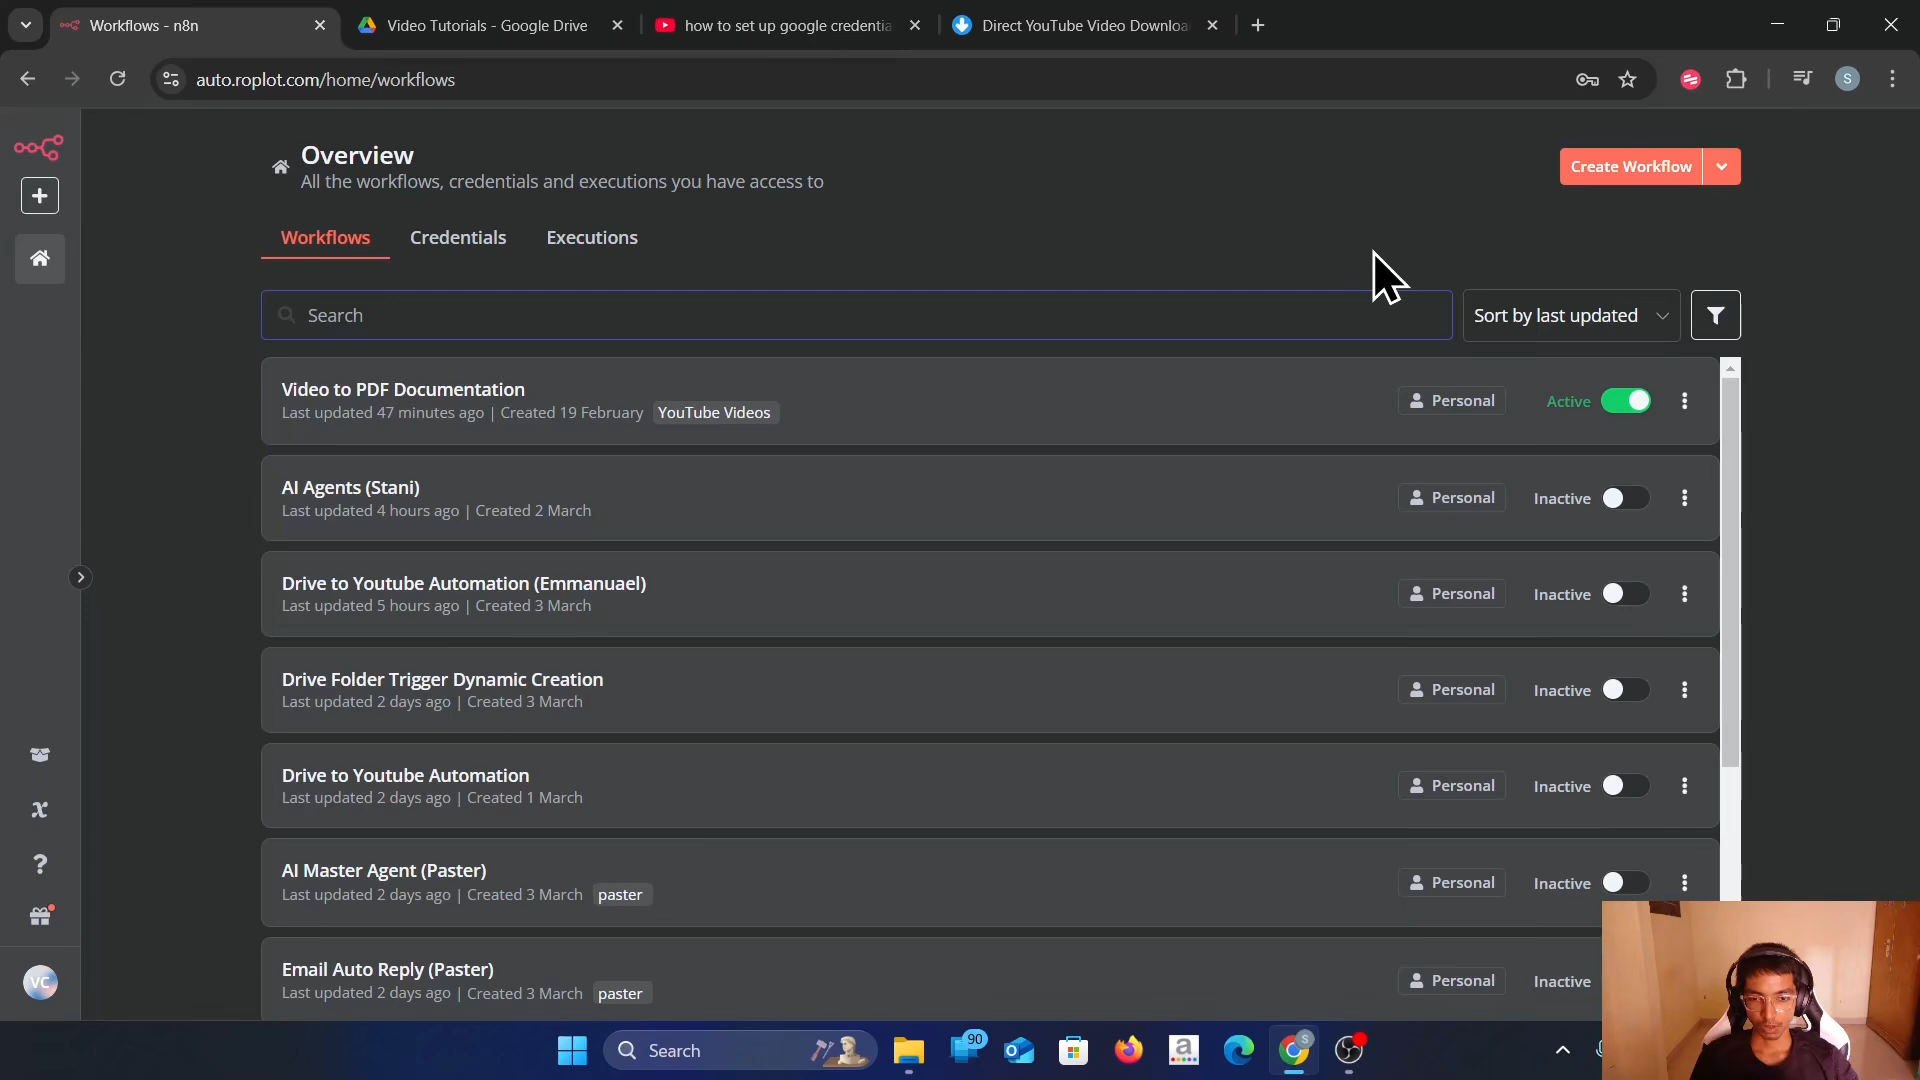 Workflows - n8n
Video Tutorials - Google Drive
how to set up google credentia
Direct YouTube Video Downloa
auto.roplot.com/home/workflows
S
Overview
All the workflows, credentials and executions you have access to
Create Workflow
Workflows
Credentials
Executions
Search
Sort by last updated
Video to PDF Documentation
Last updated 47 minutes ago | Created 19 February
YouTube Videos
Personal
Active
AI Agents (Stani)
Last updated 4 hours ago | Created 2 March
Personal
Inactive
Drive to Youtube Automation (Emmanuael)
Last updated 5 hours ago | Created 3 March
Personal
Inactive
Drive Folder Trigger Dynamic Creation
Last updated 2 days ago | Created 3 March
Personal
Inactive
Drive to Youtube Automation
Last updated 2 days ago | Created 1 March
Personal
Inactive
AI Master Agent (Paster)
Last updated 2 days ago | Created 3 March
paster
Personal
Inactive
Email Auto Reply (Paster)
Last updated 2 days ago | Created 3 March
paster
Personal
Inactive
VC
Search
90
a
S